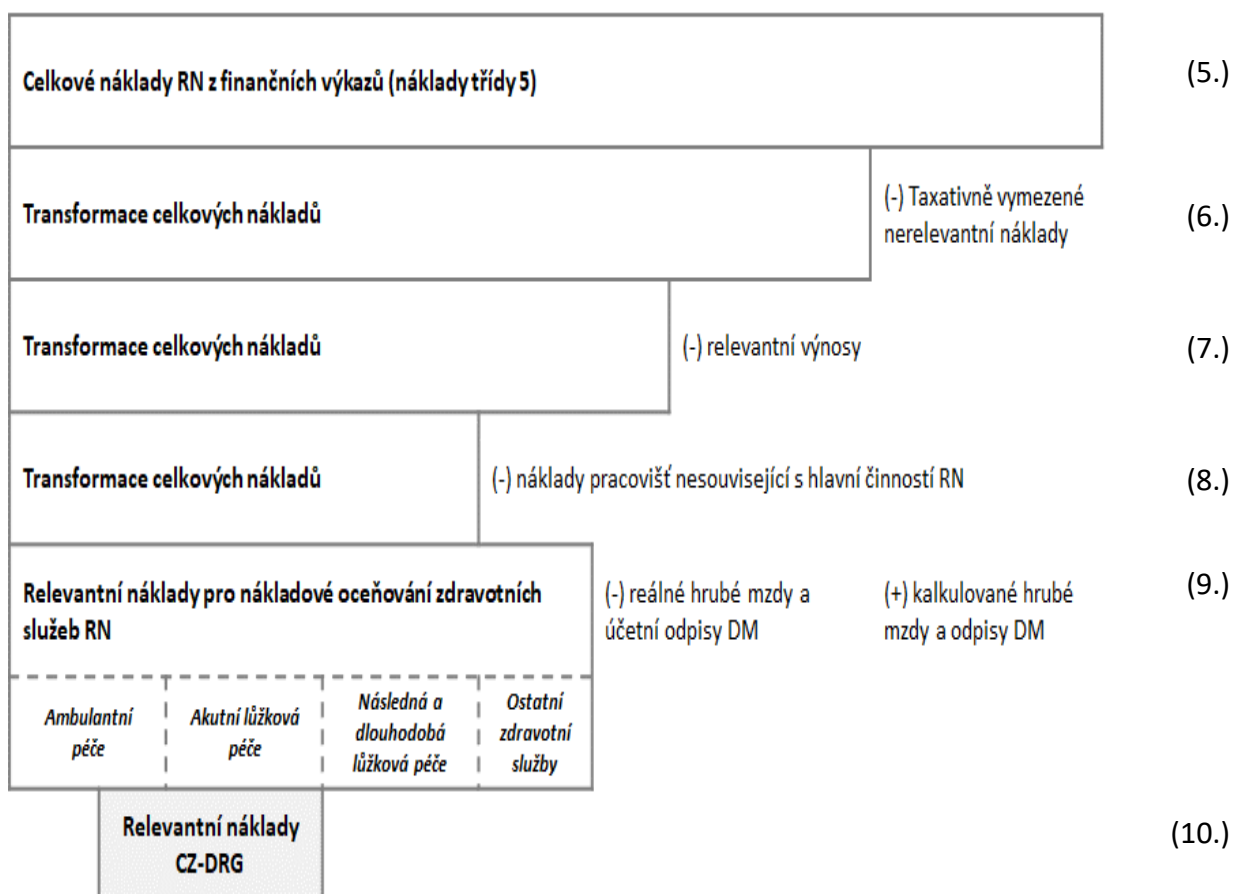 Celkové náklady RN z finančních výkazů (náklady třídy 5)
(5.)
Transformace celkových nákladů
(-) Taxativně vymezené
nerelevantní náklady
(6.)
Transformace celkových nákladů
(-) relevantní výnosy
(7.)
Transformace celkových nákladů
(-) náklady pracovišť nesouvisející s hlavní činností RN
(8.)
Relevantní náklady pro nákladové oceňování zdravotních
služeb RN
(-) reálné hrubé mzdy a
účetní odpisy DM
(+) kalkulované hrubé
mzdy a odpisy DM
(9.)
Ambulantní
péče
Akutní lůžková
péče
Následná a
dlouhodobá
lůžková péče
Ostatní
zdravotní
služby
Relevantní náklady
CZ-DRG
(10.)